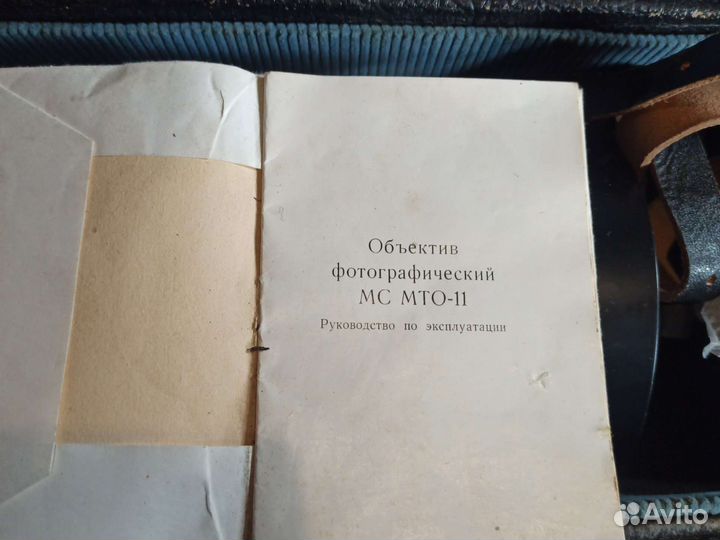 Объектив
фотографический
МС МТО-11
Руководство по эксплуатации
Avito